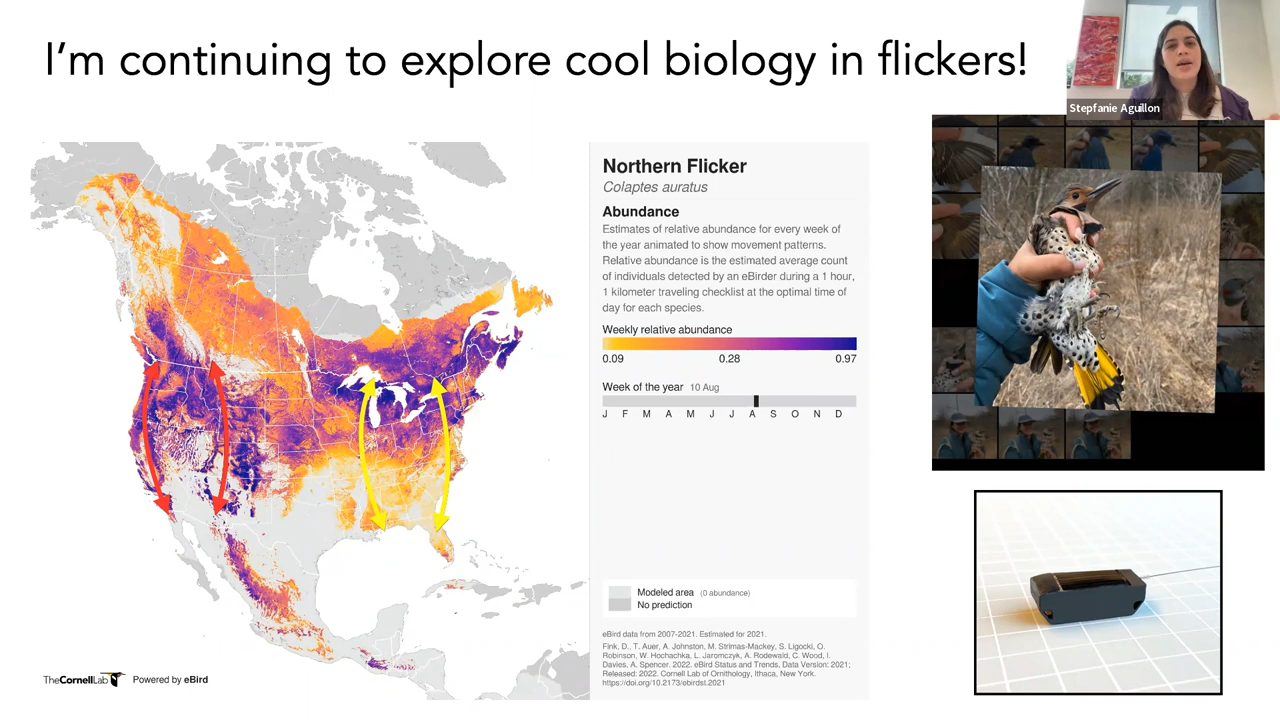 I'm continuing to explore cool biology in flickers!
Stepfanie Aguillon
Northern Flicker
Colaptes auratus
Abundance
Estimates of relative abundance for every week of
the year animated to show movement patterns.
Relative abundance is the estimated average count
of individuals detected by an eBirder during a 1 hour,
1 kilometer traveling checklist at the optimal time of
day for each species.
Weekly relative abundance
0.09 0.28 0.97
Week of the year 10 Aug
J F M A M J J A S O N D
Modeled area (0 abundance)
No prediction
eBird data from 2007-2021. Estimated for 2021.
Fink, D., T. Auer, A. Johnston, M. Strimas-Mackey, S. Ligocki, O.
Robinson, W. Hochachka, L. Jaromczyk, A. Rodewald, C. Wood, I.
Davies, A. Spencer. 2022. eBird Status and Trends, Data Version: 2021;
Released: 2022. Cornell Lab of Ornithology, Ithaca, New York.
https://doi.org/10.2173/ebirdst.2021
TheCornellLab Powered by eBird